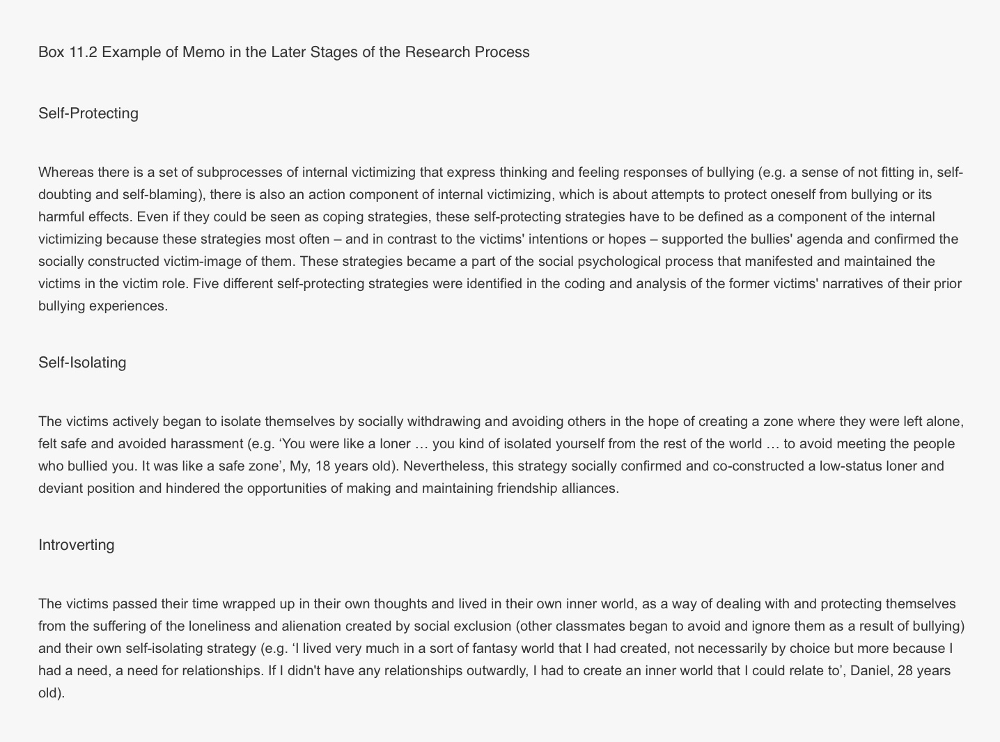 Box 11.2 Example of Memo in the Later Stages of the Research Process
Self-Protecting
Whereas there is a set of subprocesses of internal victimizing that express thinking and feeling responses of bullying (e.g. a sense of not fitting in, self-
doubting and self-blaming), there is also an action component of internal victimizing, which is about attempts to protect oneself from bullying or its
harmful effects. Even if they could be seen as coping strategies, these self-protecting strategies have to be defined as a component of the internal
victimizing because these strategies most often – and in contrast to the victims' intentions or hopes – supported the bullies' agenda and confirmed the
socially constructed victim-image of them. These strategies became a part of the social psychological process that manifested and maintained the
victims in the victim role. Five different self-protecting strategies were identified in the coding and analysis of the former victims' narratives of their prior
bullying experiences.
Self-Isolating
The victims actively began to isolate themselves by socially withdrawing and avoiding others in the hope of creating a zone where they were left alone,
felt safe and avoided harassment (e.g. ‘You were like a loner … you kind of isolated yourself from the rest of the world … to avoid meeting the people
who bullied you. It was like a safe zone’, My, 18 years old). Nevertheless, this strategy socially confirmed and co-constructed a low-status loner and
deviant position and hindered the opportunities of making and maintaining friendship alliances.
Introverting
The victims passed their time wrapped up in their own thoughts and lived in their own inner world, as a way of dealing with and protecting themselves
from the suffering of the loneliness and alienation created by social exclusion (other classmates began to avoid and ignore them as a result of bullying)
and their own self-isolating strategy (e.g. ‘I lived very much in a sort of fantasy world that I had created, not necessarily by choice but more because I
had a need, a need for relationships. If I didn't have any relationships outwardly, I had to create an inner world that I could relate to’, Daniel, 28 years
old).